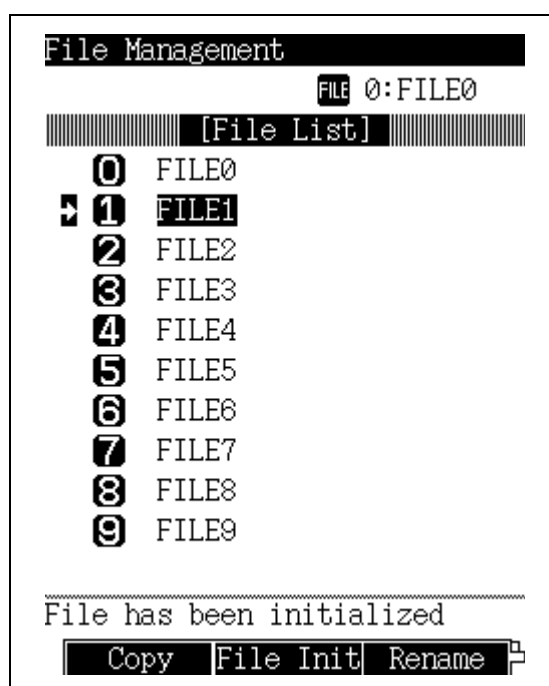 File Management
FILE 0:FILE0
[File List]
0 FILE0
1 FILE1
2 FILE2
3 FILE3
4 FILE4
5 FILE5
6 FILE6
7 FILE7
8 FILE8
9 FILE9
File has been initialized
Copy File Init Rename